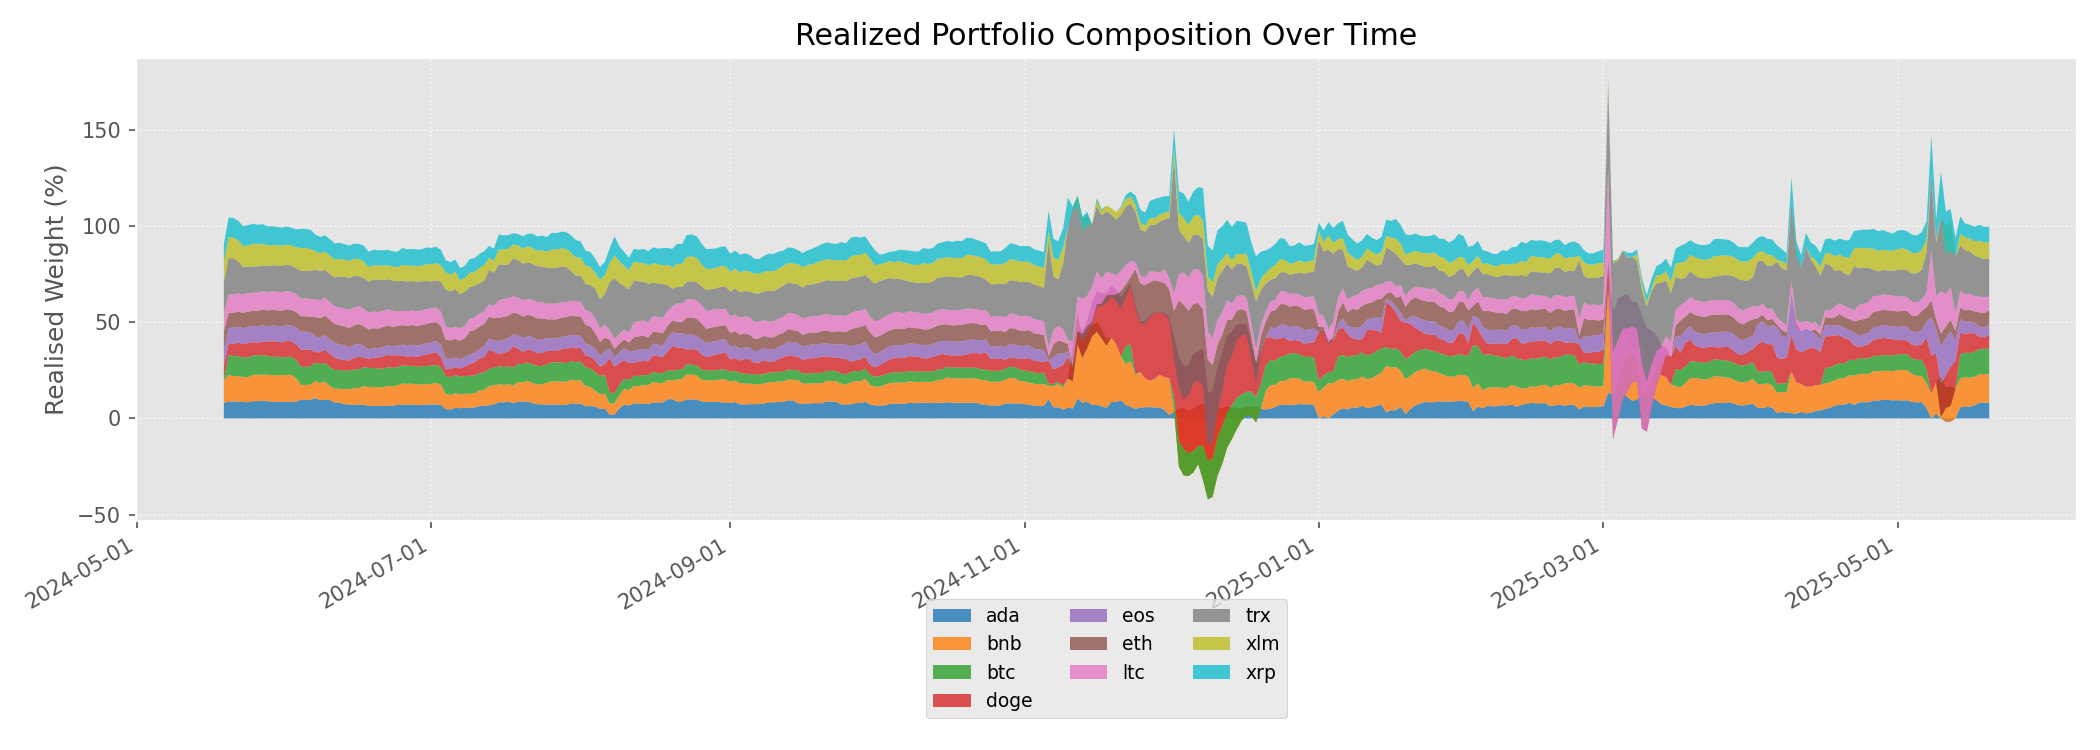 Realized Portfolio Composition Over Time
Realised Weight (%)
150
100
50
0
−50
2024-05-01
2024-07-01
2024-09-01
2024-11-01
2025-01-01
2025-03-01
2025-05-01
ada
bnb
btc
doge
eos
eth
ltc
trx
xlm
xrp